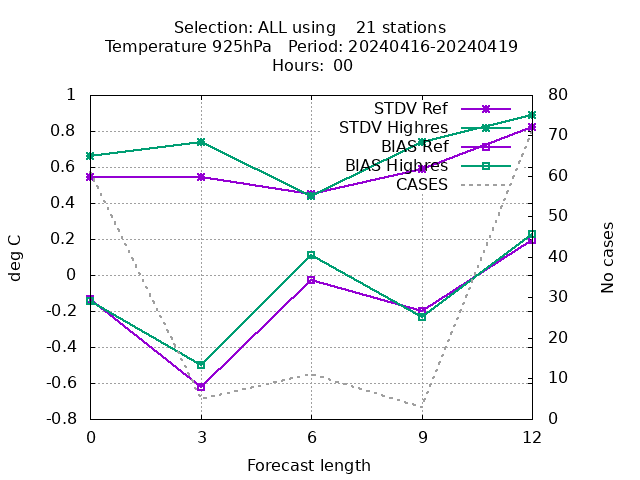 Selection: ALL using    21 stations
Temperature 925hPa   Period: 20240416-20240419
Hours:  00
STDV Ref
STDV Highres
BIAS Ref
BIAS Highres
CASES
deg C
1
0.8
0.6
0.4
0.2
0
-0.2
-0.4
-0.6
-0.8
80
70
60
50
40
30
20
10
0
No cases
0 3 6 9 12
Forecast length